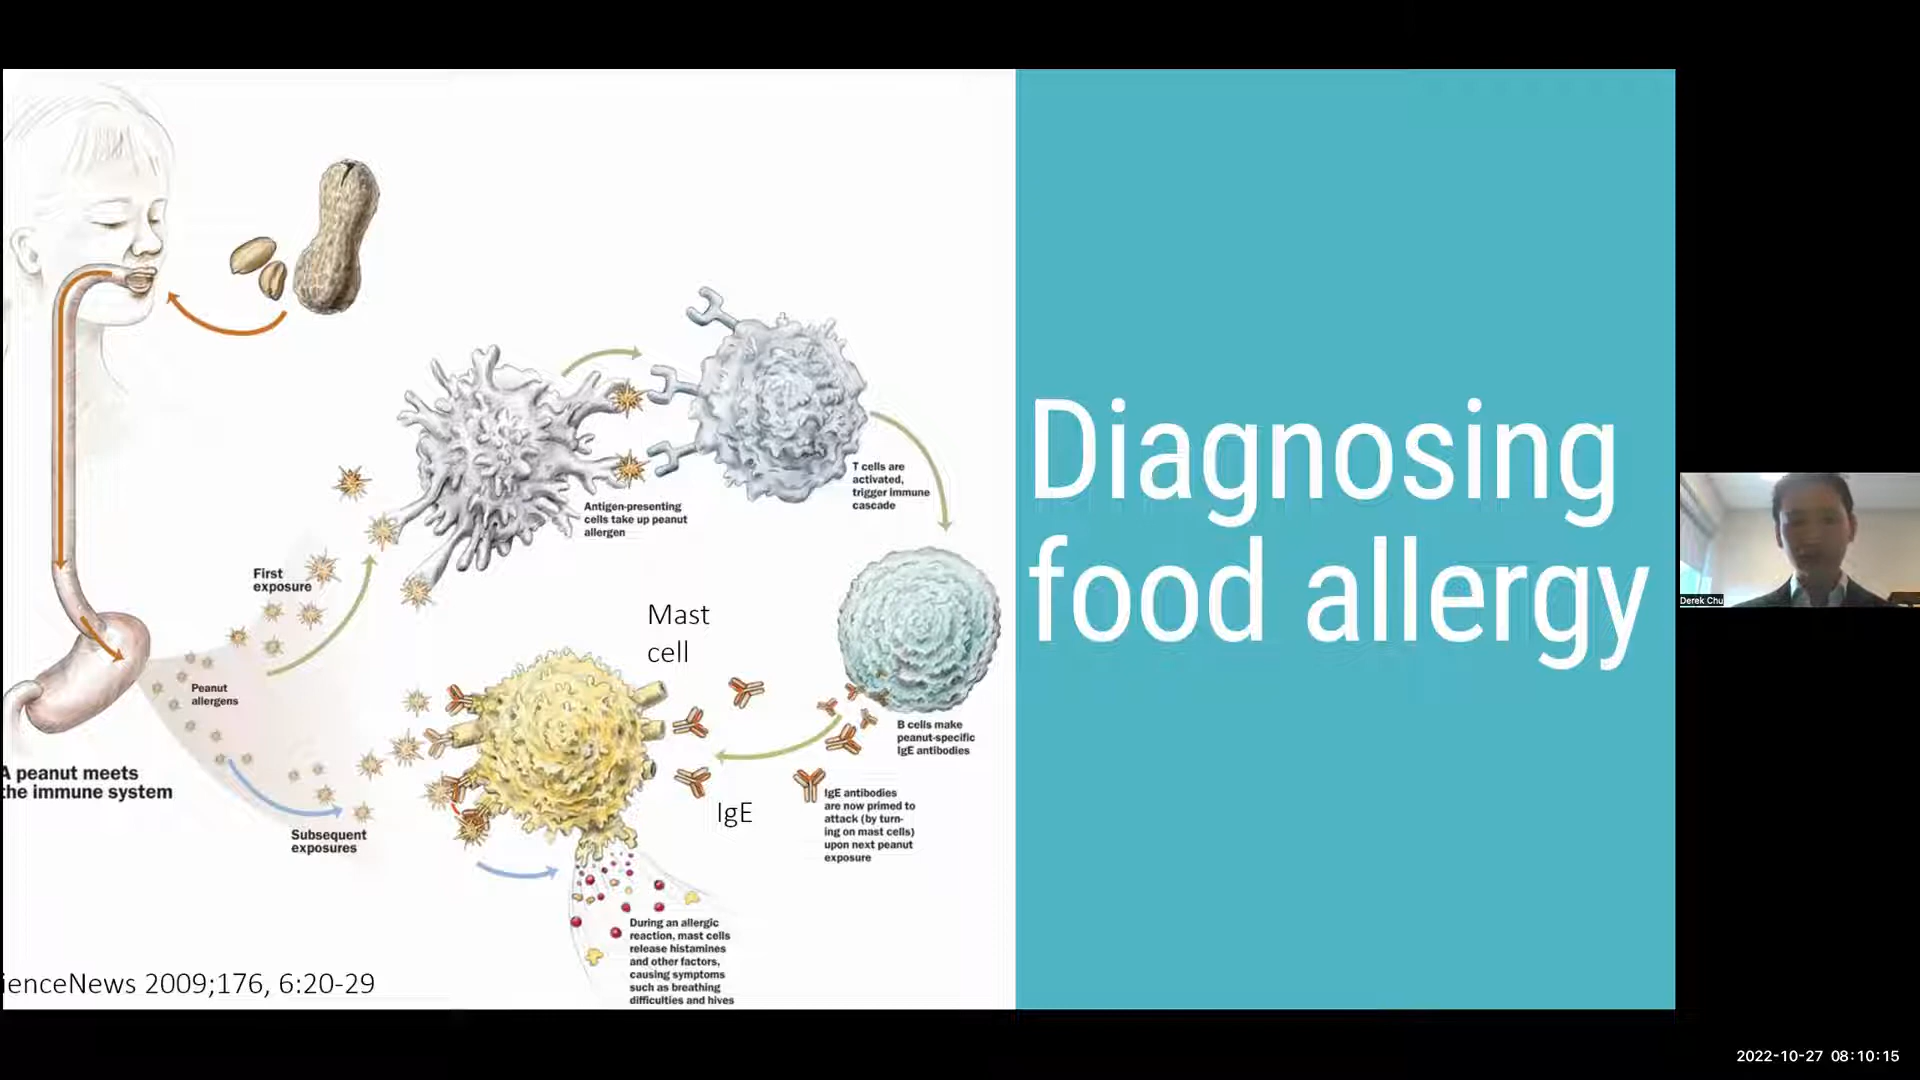 First
exposure
Peanut
allergens
A peanut meets
the immune system
Subsequent
exposures
Antigen-presenting
cells take up peanut
allergen
T cells are
activated,
trigger immune
cascade
Mast
cell
B cells make
peanut-specific
IgE antibodies
IgE
IgE antibodies
are now primed to
attack (by turn-
ing on mast cells)
upon next peanut
exposure
During an allergic
reaction, mast cells
release histamines
and other factors,
causing symptoms
such as breathing
difficulties and hives
ienceNews 2009;176, 6:20-29
Diagnosing
food allergy
Derek Chu
2022-10-27 08:10:15